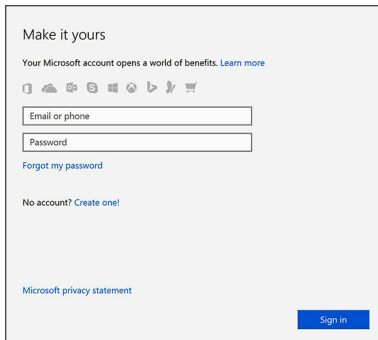 Make it yours
Your Microsoft account opens a world of benefits. Learn more
Email or phone
Password
Forgot my password
No account? Create one!
Microsoft privacy statement
Sign in